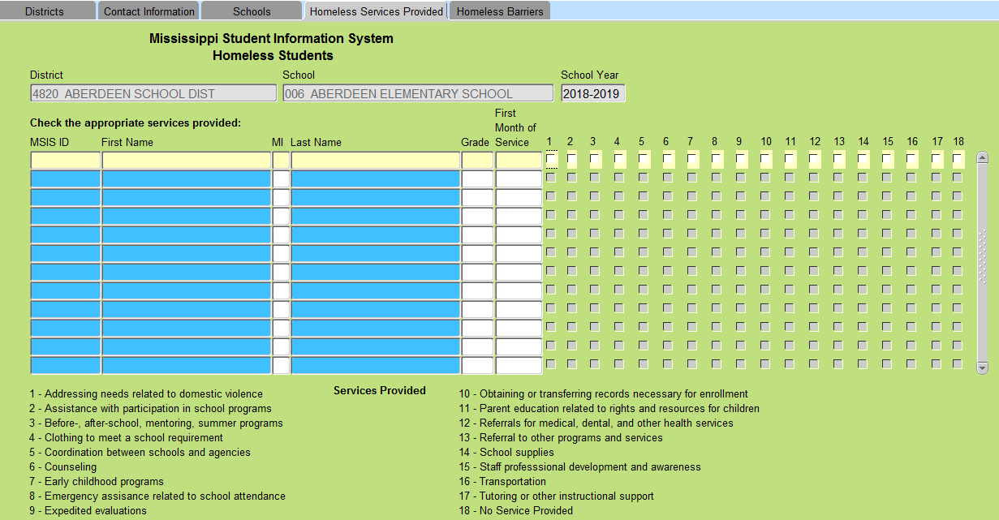 Districts Contact Information Schools Homeless Services Provided Homeless Barriers
Mississippi Student Information System
Homeless Students
District School School Year
4820 ABERDEEN SCHOOL DIST 006 ABERDEEN ELEMENTARY SCHOOL 2018-2019
Check the appropriate services provided:
First
Month of
MSIS ID First Name MI Last Name Grade Service 1 2 3 4 5 6 7 8 9 10 11 12 13 14 15 16 17 18
Services Provided
1 - Addressing needs related to domestic violence
2 - Assistance with participation in school programs
3 - Before-, after-school, mentoring, summer programs
4 - Clothing to meet a school requirement
5 - Coordination between schools and agencies
6 - Counseling
7 - Early childhood programs
8 - Emergency assisance related to school attendance
9 - Expedited evaluations
10 - Obtaining or transferring records necessary for enrollment
11 - Parent education related to rights and resources for children
12 - Referrals for medical, dental, and other health services
13 - Referral to other programs and services
14 - School supplies
15 - Staff professsional development and awareness
16 - Transportation
17 - Tutoring or other instructional support
18 - No Service Provided